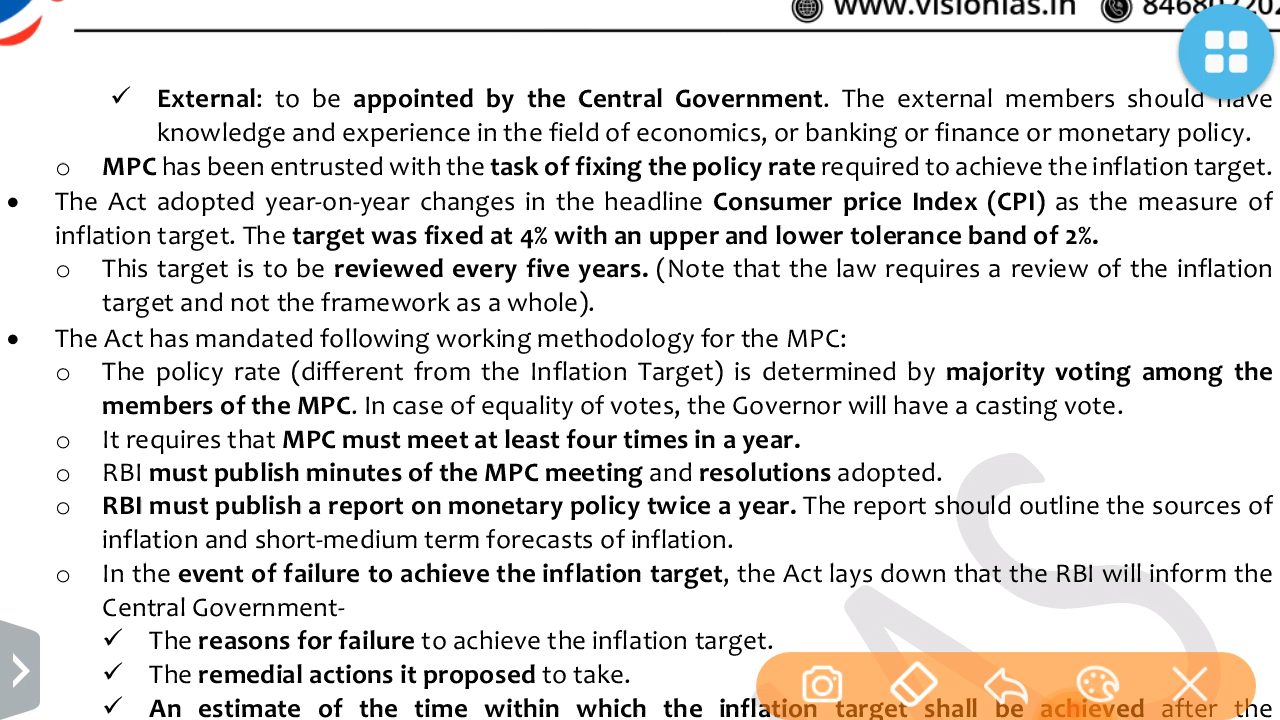 www.visionias.in
✓ External: to be appointed by the Central Government. The external members should have
knowledge and experience in the field of economics, or banking or finance or monetary policy.
o MPC has been entrusted with the task of fixing the policy rate required to achieve the inflation target.
• The Act adopted year-on-year changes in the headline Consumer price Index (CPI) as the measure of
inflation target. The target was fixed at 4% with an upper and lower tolerance band of 2%.
o This target is to be reviewed every five years. (Note that the law requires a review of the inflation
target and not the framework as a whole).
• The Act has mandated following working methodology for the MPC:
o The policy rate (different from the Inflation Target) is determined by majority voting among the
members of the MPC. In case of equality of votes, the Governor will have a casting vote.
o It requires that MPC must meet at least four times in a year.
o RBI must publish minutes of the MPC meeting and resolutions adopted.
o RBI must publish a report on monetary policy twice a year. The report should outline the sources of
inflation and short-medium term forecasts of inflation.
o In the event of failure to achieve the inflation target, the Act lays down that the RBI will inform the
Central Government-
✓ The reasons for failure to achieve the inflation target.
✓ The remedial actions it proposed to take.
✓ An estimate of the time within which the inflation target shall be achieved after the